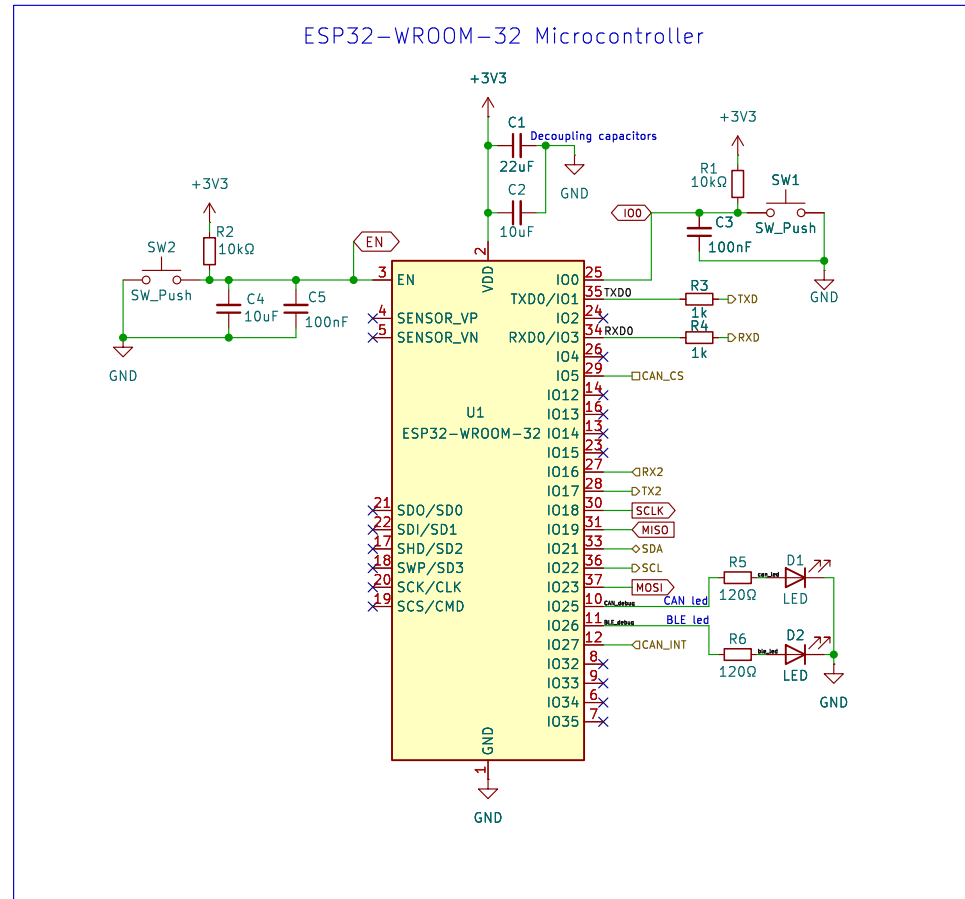 ESP32-WROOM-32 Microcontroller
+3V3
C1
Decoupling capacitors
22uF
GND
C2
10uF
+3V3
R1
10kΩ
SW1
SW_Push
IO0
C3
100nF
GND
+3V3
R2
10kΩ
SW2
SW_Push
EN
C4
10uF
C5
100nF
GND
2
VDD
3 EN
4 SENSOR_VP
5 SENSOR_VN
U1
ESP32-WROOM-32
21 SDO/SD0
22 SDI/SD1
17 SHD/SD2
18 SWP/SD3
20 SCK/CLK
19 SCS/CMD
IO0 25
TXD0/IO1 35 TXD0 R3 1k TXD
IO2 24
RXD0/IO3 34 RXD0 R4 1k RXD
IO4 26
IO5 29 CAN_CS
IO12 14
IO13 16
IO14 13
IO15 23
IO16 27 RX2
IO17 28 TX2
IO18 30 SCLK
IO19 31 MISO
IO21 33 SDA
IO22 36 SCL
IO23 37 MOSI
IO25 10 CAN_debug CAN led
IO26 11 BLE_debug BLE led
IO27 12 CAN_INT
IO32 8
IO33 9
IO34 6
IO35 7
R5
120Ω
can_led
D1
LED
R6
120Ω
ble_led
D2
LED
GND
GND
1
GND